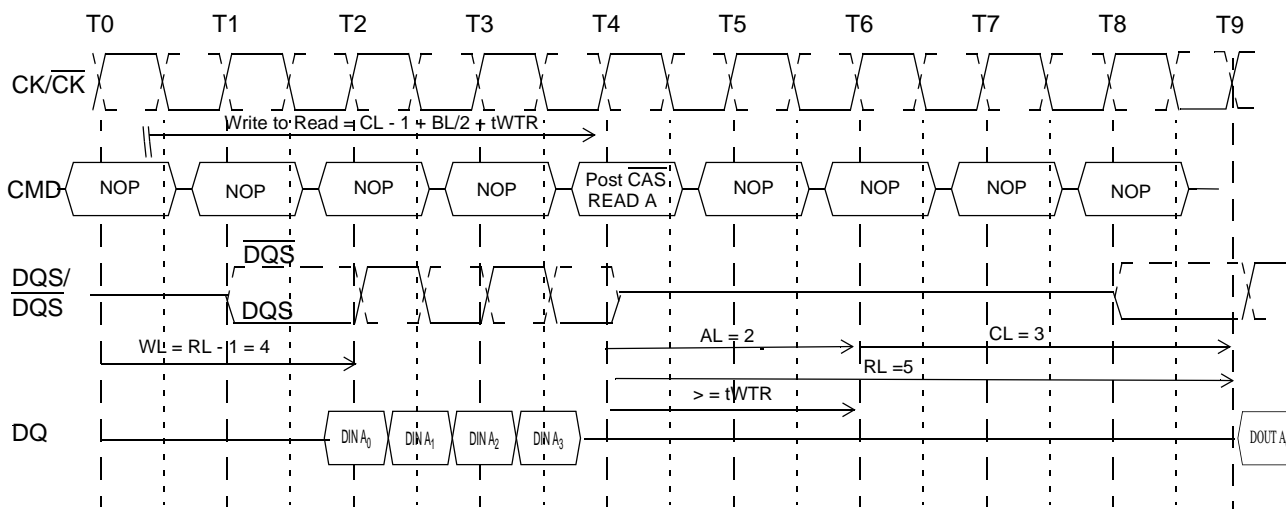 T0 T1 T2 T3 T4 T5 T6 T7 T8 T9
CK/CK
Write to Read = CL - 1 + BL/2 + tWTR
CMD NOP NOP NOP NOP Post CAS READ A NOP NOP NOP NOP
DQS
DQS/
DQS
DQS
WL = RL - 1 = 4
AL = 2
CL = 3
RL =5
> = tWTR
DQ DIN A0 DIN A1 DIN A2 DIN A3 DOUT A